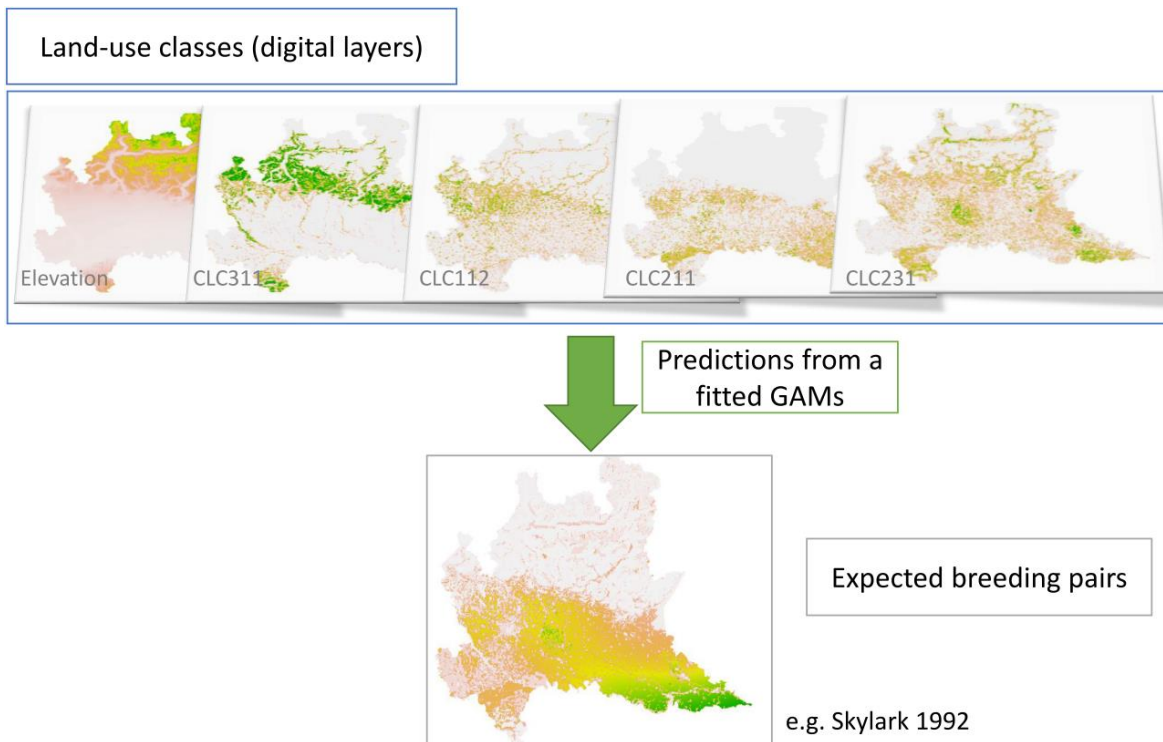 Land-use classes (digital layers)
Elevation
CLC311
CLC112
CLC211
CLC231
Predictions from a
fitted GAMs
Expected breeding pairs
e.g. Skylark 1992